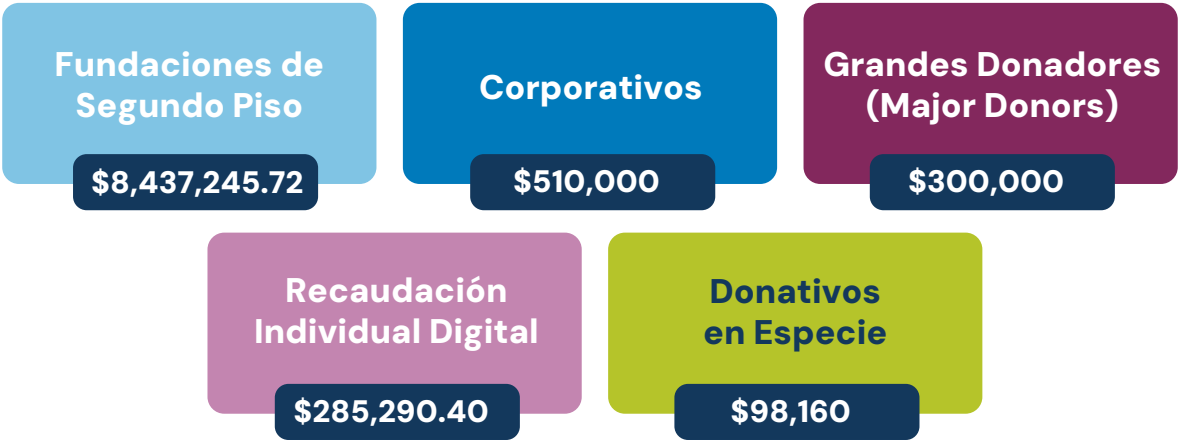 Fundaciones de
Segundo Piso
$8,437,245.72
Corporativos
$510,000
Grandes Donadores
(Major Donors)
$300,000
Recaudación
Individual Digital
$285,290.40
Donativos
en Especie
$98,160